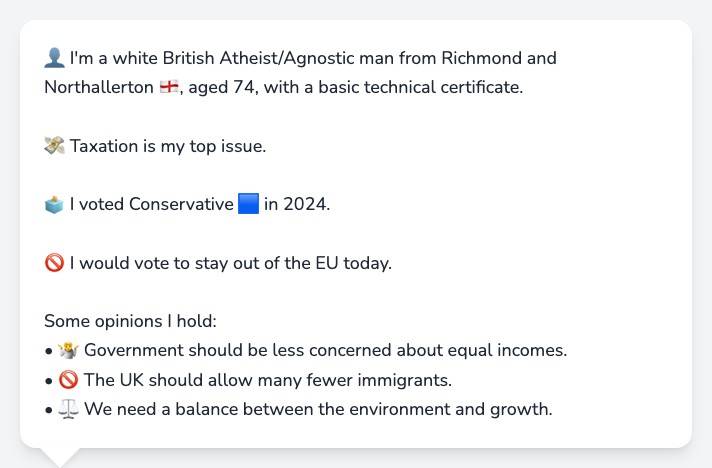 👤 I'm a white British Atheist/Agnostic man from Richmond and
Northallerton 🏴󠁧󠁢󠁥󠁮󠁧󠁿, aged 74, with a basic technical certificate.
💸 Taxation is my top issue.
🗳️ I voted Conservative 🟦 in 2024.
🚫 I would vote to stay out of the EU today.
Some opinions I hold:
• 🤷 Government should be less concerned about equal incomes.
• 🚫 The UK should allow many fewer immigrants.
• ⚖️ We need a balance between the environment and growth.